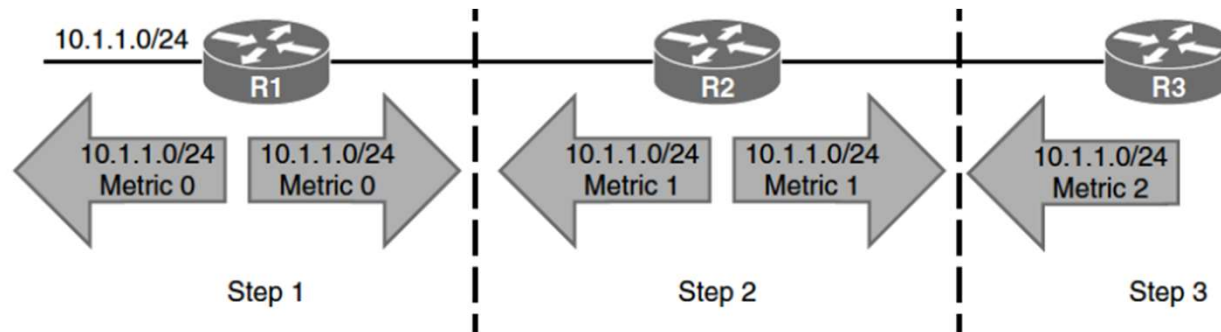 10.1.1.0/24
R1
R2
R3
10.1.1.0/24
Metric 0
10.1.1.0/24
Metric 0
10.1.1.0/24
Metric 1
10.1.1.0/24
Metric 1
10.1.1.0/24
Metric 2
Step 1
Step 2
Step 3